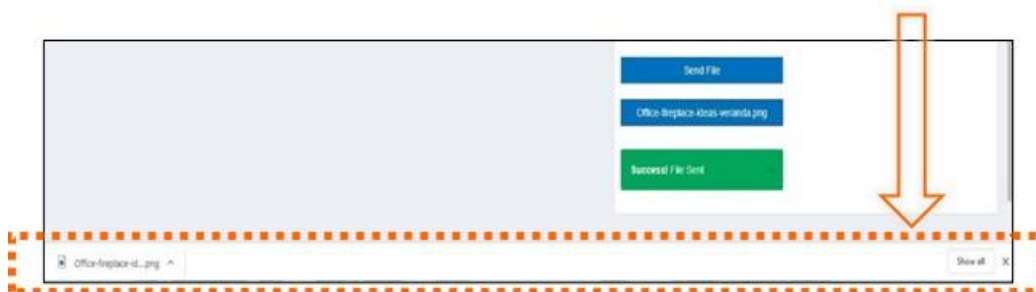 Send File
Office-fireplace-ideas-veranda.png
Success! File Sent
Office-fireplace-id....png
Show all
X